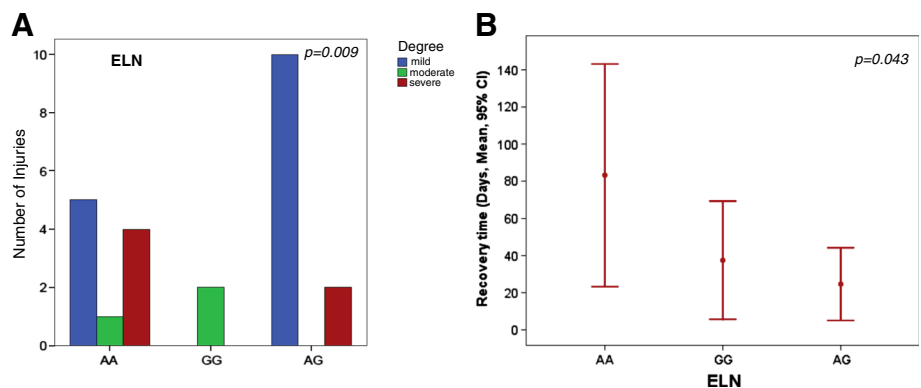 A
ELN
p=0.009
Number of Injuries
10
8
6
4
2
0
AA GG AG
Degree
mild
moderate
severe
B
p=0.043
Recovery time (Days, Mean, 95% CI)
140
120
100
80
60
40
20
0
AA GG AG
ELN